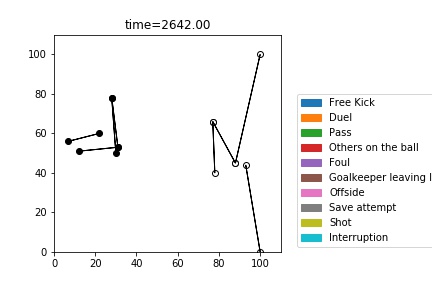 time=2642.00
100
80
60
40
20
0
0 20 40 60 80 100
Free Kick
Duel
Pass
Others on the ball
Foul
Goalkeeper leaving
Offside
Save attempt
Shot
Interruption